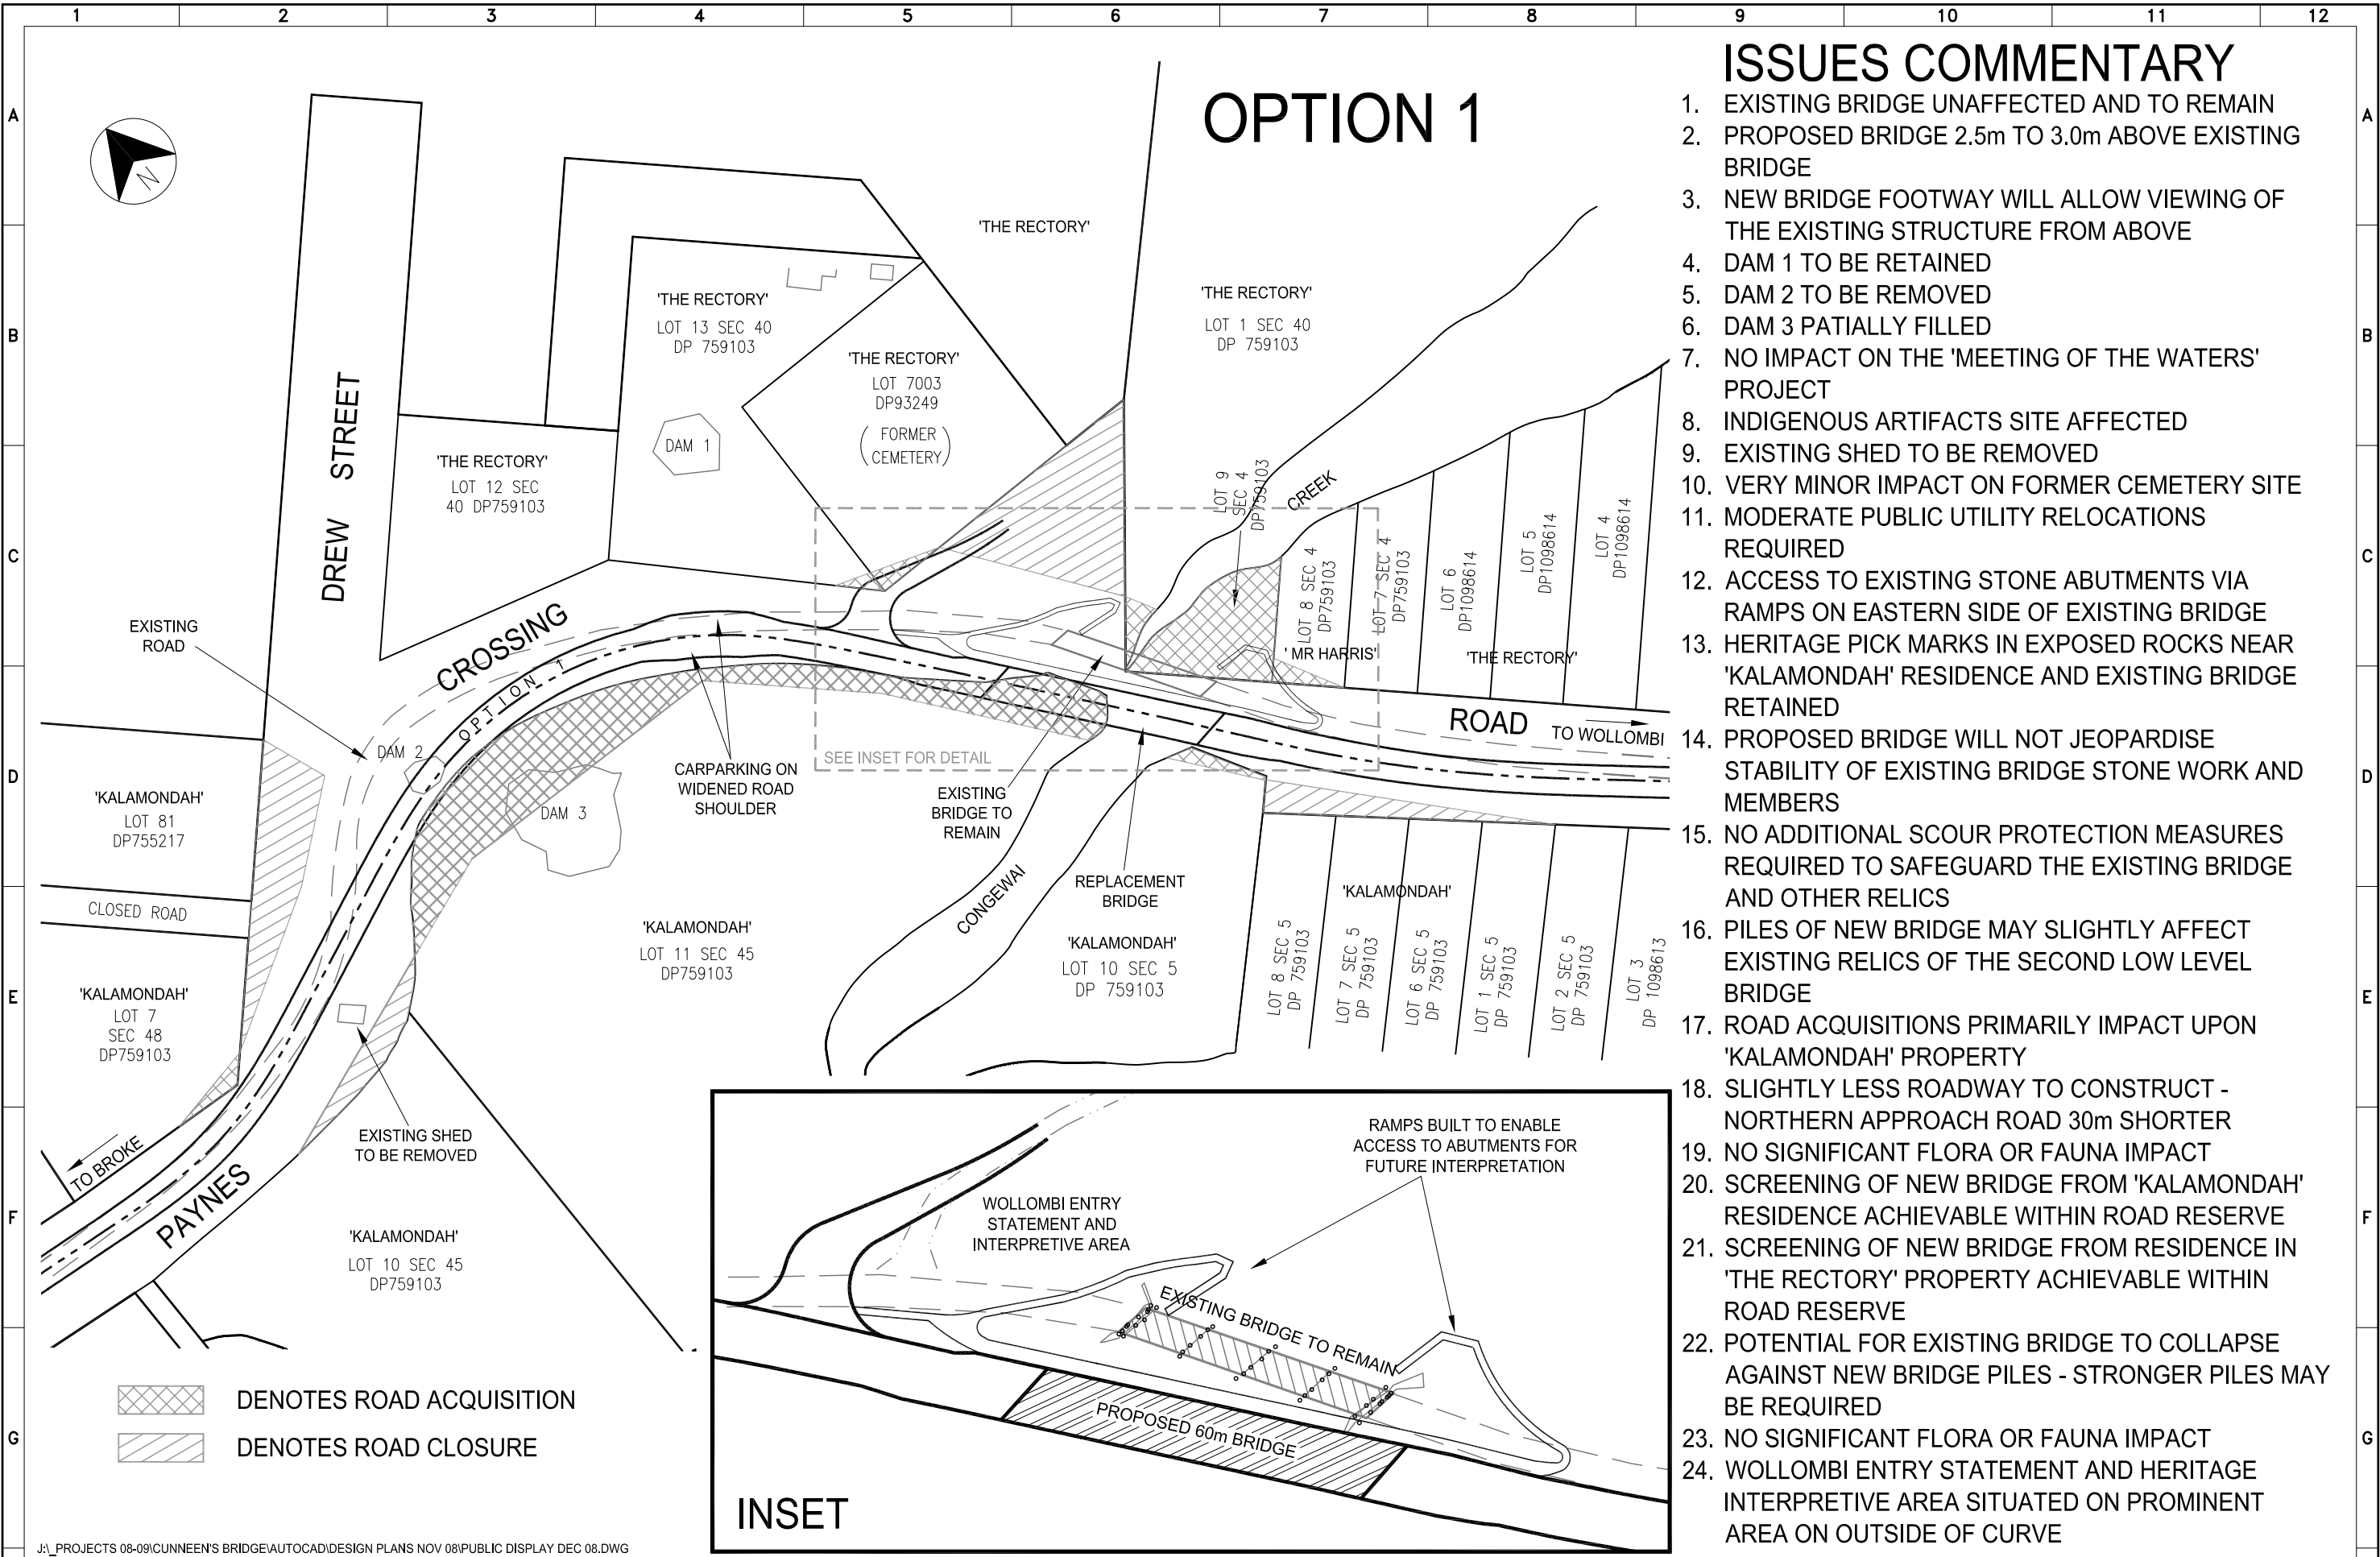 1 2 3 4 5 6 7 8 9 10 11 12
A
B
C
D
E
F
G
A
B
C
D
E
F
G
N
OPTION 1
DREW STREET
'THE RECTORY'
'THE RECTORY'
LOT 13 SEC 40
DP 759103
'THE RECTORY'
LOT 7003
DP93249
FORMER
CEMETERY
'THE RECTORY'
LOT 1 SEC 40
DP 759103
DAM 1
'THE RECTORY'
LOT 12 SEC
40 DP759103
LOT 9
SEC 4
DP759103
CREEK
LOT 8 SEC 4
DP759103
' MR HARRIS'
LOT 7 SEC 4
DP759103
LOT 6
DP1098614
LOT 5
DP1098614
LOT 4
DP1098614
'THE RECTORY'
EXISTING
ROAD
CROSSING
OPTION 1
ROAD
TO WOLLOMBI
DAM 2
SEE INSET FOR DETAIL
CARPARKING ON
WIDENED ROAD
SHOULDER
EXISTING
BRIDGE TO
REMAIN
DAM 3
'KALAMONDAH'
LOT 81
DP755217
CLOSED ROAD
REPLACEMENT
BRIDGE
CONGEWAI
'KALAMONDAH'
LOT 11 SEC 45
DP759103
'KALAMONDAH'
LOT 10 SEC 5
DP 759103
'KALAMONDAH'
LOT 8 SEC 5
DP 759103
LOT 7 SEC 5
DP 759103
LOT 6 SEC 5
DP 759103
LOT 1 SEC 5
DP 759103
LOT 2 SEC 5
DP 759103
LOT 3
DP 1098613
'KALAMONDAH'
LOT 7
SEC 48
DP759103
EXISTING SHED
TO BE REMOVED
TO BROKE
PAYNES
'KALAMONDAH'
LOT 10 SEC 45
DP759103
DENOTES ROAD ACQUISITION
DENOTES ROAD CLOSURE
RAMPS BUILT TO ENABLE
ACCESS TO ABUTMENTS FOR
FUTURE INTERPRETATION
WOLLOMBI ENTRY
STATEMENT AND
INTERPRETIVE AREA
EXISTING BRIDGE TO REMAIN
PROPOSED 60m BRIDGE
INSET
J:\_PROJECTS 08-09\CUNNEEN'S BRIDGE\AUTOCAD\DESIGN PLANS NOV 08\PUBLIC DISPLAY DEC 08.DWG
ISSUES COMMENTARY
1. EXISTING BRIDGE UNAFFECTED AND TO REMAIN
2. PROPOSED BRIDGE 2.5m TO 3.0m ABOVE EXISTING
BRIDGE
3. NEW BRIDGE FOOTWAY WILL ALLOW VIEWING OF
THE EXISTING STRUCTURE FROM ABOVE
4. DAM 1 TO BE RETAINED
5. DAM 2 TO BE REMOVED
6. DAM 3 PATIALLY FILLED
7. NO IMPACT ON THE 'MEETING OF THE WATERS'
PROJECT
8. INDIGENOUS ARTIFACTS SITE AFFECTED
9. EXISTING SHED TO BE REMOVED
10. VERY MINOR IMPACT ON FORMER CEMETERY SITE
11. MODERATE PUBLIC UTILITY RELOCATIONS
REQUIRED
12. ACCESS TO EXISTING STONE ABUTMENTS VIA
RAMPS ON EASTERN SIDE OF EXISTING BRIDGE
13. HERITAGE PICK MARKS IN EXPOSED ROCKS NEAR
'KALAMONDAH' RESIDENCE AND EXISTING BRIDGE
RETAINED
14. PROPOSED BRIDGE WILL NOT JEOPARDISE
STABILITY OF EXISTING BRIDGE STONE WORK AND
MEMBERS
15. NO ADDITIONAL SCOUR PROTECTION MEASURES
REQUIRED TO SAFEGUARD THE EXISTING BRIDGE
AND OTHER RELICS
16. PILES OF NEW BRIDGE MAY SLIGHTLY AFFECT
EXISTING RELICS OF THE SECOND LOW LEVEL
BRIDGE
17. ROAD ACQUISITIONS PRIMARILY IMPACT UPON
'KALAMONDAH' PROPERTY
18. SLIGHTLY LESS ROADWAY TO CONSTRUCT -
NORTHERN APPROACH ROAD 30m SHORTER
19. NO SIGNIFICANT FLORA OR FAUNA IMPACT
20. SCREENING OF NEW BRIDGE FROM 'KALAMONDAH'
RESIDENCE ACHIEVABLE WITHIN ROAD RESERVE
21. SCREENING OF NEW BRIDGE FROM RESIDENCE IN
'THE RECTORY' PROPERTY ACHIEVABLE WITHIN
ROAD RESERVE
22. POTENTIAL FOR EXISTING BRIDGE TO COLLAPSE
AGAINST NEW BRIDGE PILES - STRONGER PILES MAY
BE REQUIRED
23. NO SIGNIFICANT FLORA OR FAUNA IMPACT
24. WOLLOMBI ENTRY STATEMENT AND HERITAGE
INTERPRETIVE AREA SITUATED ON PROMINENT
AREA ON OUTSIDE OF CURVE